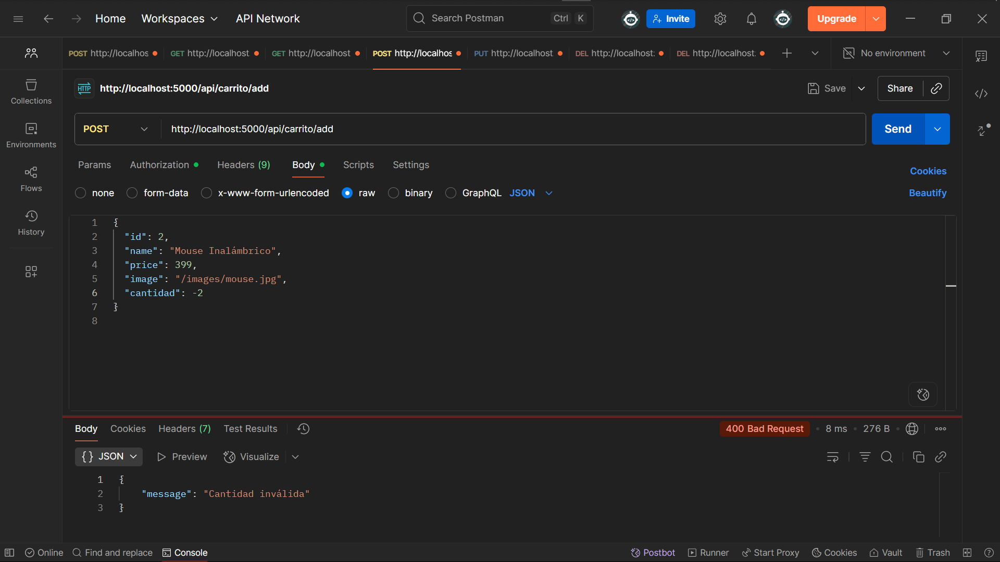 Home Workspaces API Network Search Postman Ctrl K Invite Upgrade
POST http://localhos GET http://localhost. GET http://localhost POST http://localhos PUT http://localhost DEL http://localhost: DEL http://localhost. No environment
HTTP http://localhost:5000/api/carrito/add Save Share
Collections
POST http://localhost:5000/api/carrito/add Send
Environments
Params Authorization Headers (9) Body Scripts Settings Cookies
Flows
none form-data x-www-form-urlencoded raw binary GraphQL JSON Beautify
History
1 {
2 "id": 2,
3 "name": "Mouse Inalámbrico",
4 "price": 399,
5 "image": "/images/mouse.jpg",
6 "cantidad": -2
7 }
8
Body Cookies Headers (7) Test Results 400 Bad Request 8 ms 276 B
{} JSON Preview Visualize
1 {
2 "message": "Cantidad inválida"
3 }
Online Find and replace Console Postbot Runner Start Proxy Cookies Vault Trash